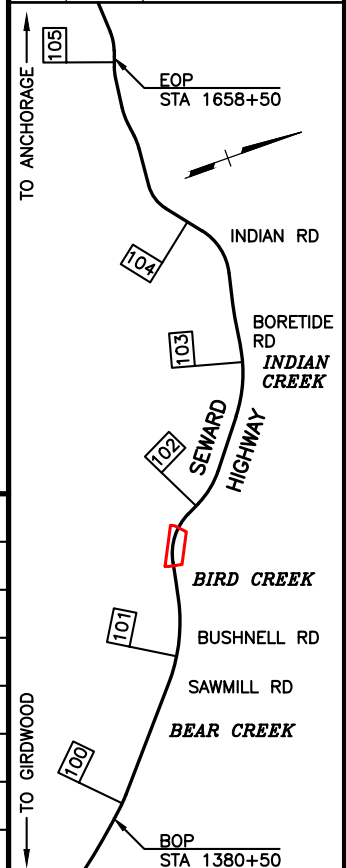 105
TO ANCHORAGE
EOP
STA 1658+50
INDIAN RD
104
BORETIDE
RD
103
INDIAN
CREEK
SEWARD
HIGHWAY
102
BIRD CREEK
101
BUSHNELL RD
SAWMILL RD
BEAR CREEK
TO GIRDWOOD
100
BOP
STA 1380+50